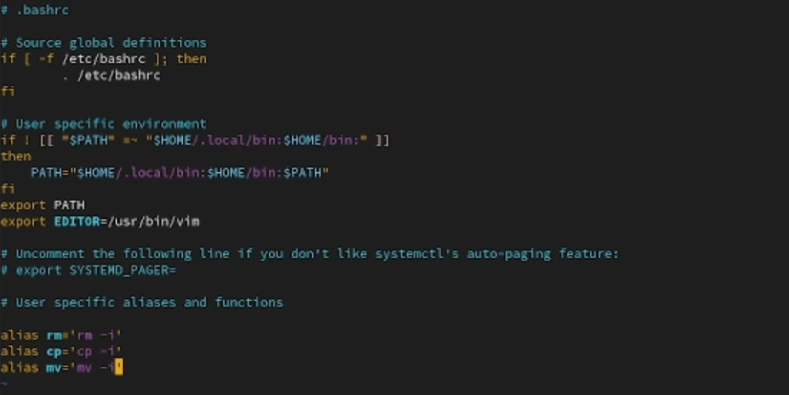 # .bashrc
# Source global definitions
if [ -f /etc/bashrc ]; then
. /etc/bashrc
fi
# User specific environment
if ! [[ "$PATH" =~ "$HOME/.local/bin:$HOME/bin:" ]]
then
PATH="$HOME/.local/bin:$HOME/bin:$PATH"
fi
export PATH
export EDITOR=/usr/bin/vim
# Uncomment the following line if you don't like systemctl's auto-paging feature:
# export SYSTEMD_PAGER=
# User specific aliases and functions
alias rm='rm -i'
alias cp='cp -i'
alias mv='mv -i'
~